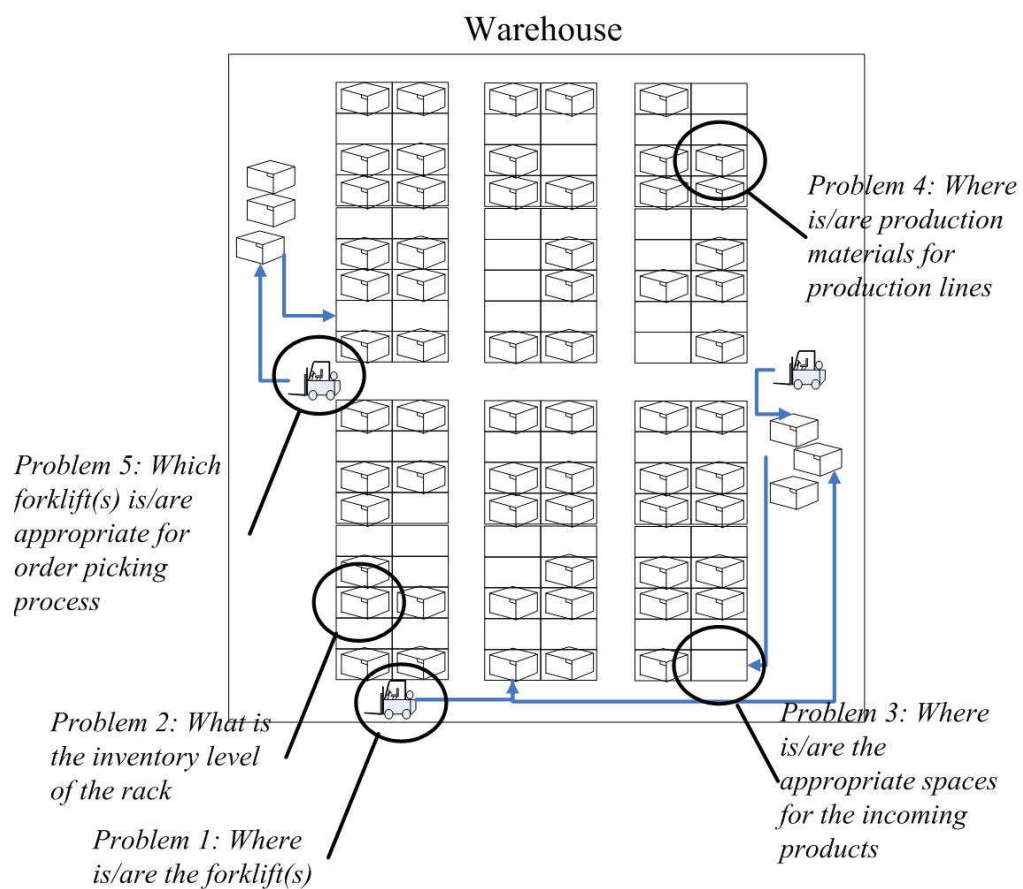 Warehouse
Problem 4: Where
is/are production
materials for
production lines
Problem 5: Which
forklift(s) is/are
appropriate for
order picking
process
Problem 2: What is
the inventory level
of the rack
Problem 3: Where
is/are the
appropriate spaces
for the incoming
products
Problem 1: Where
is/are the forklift(s)